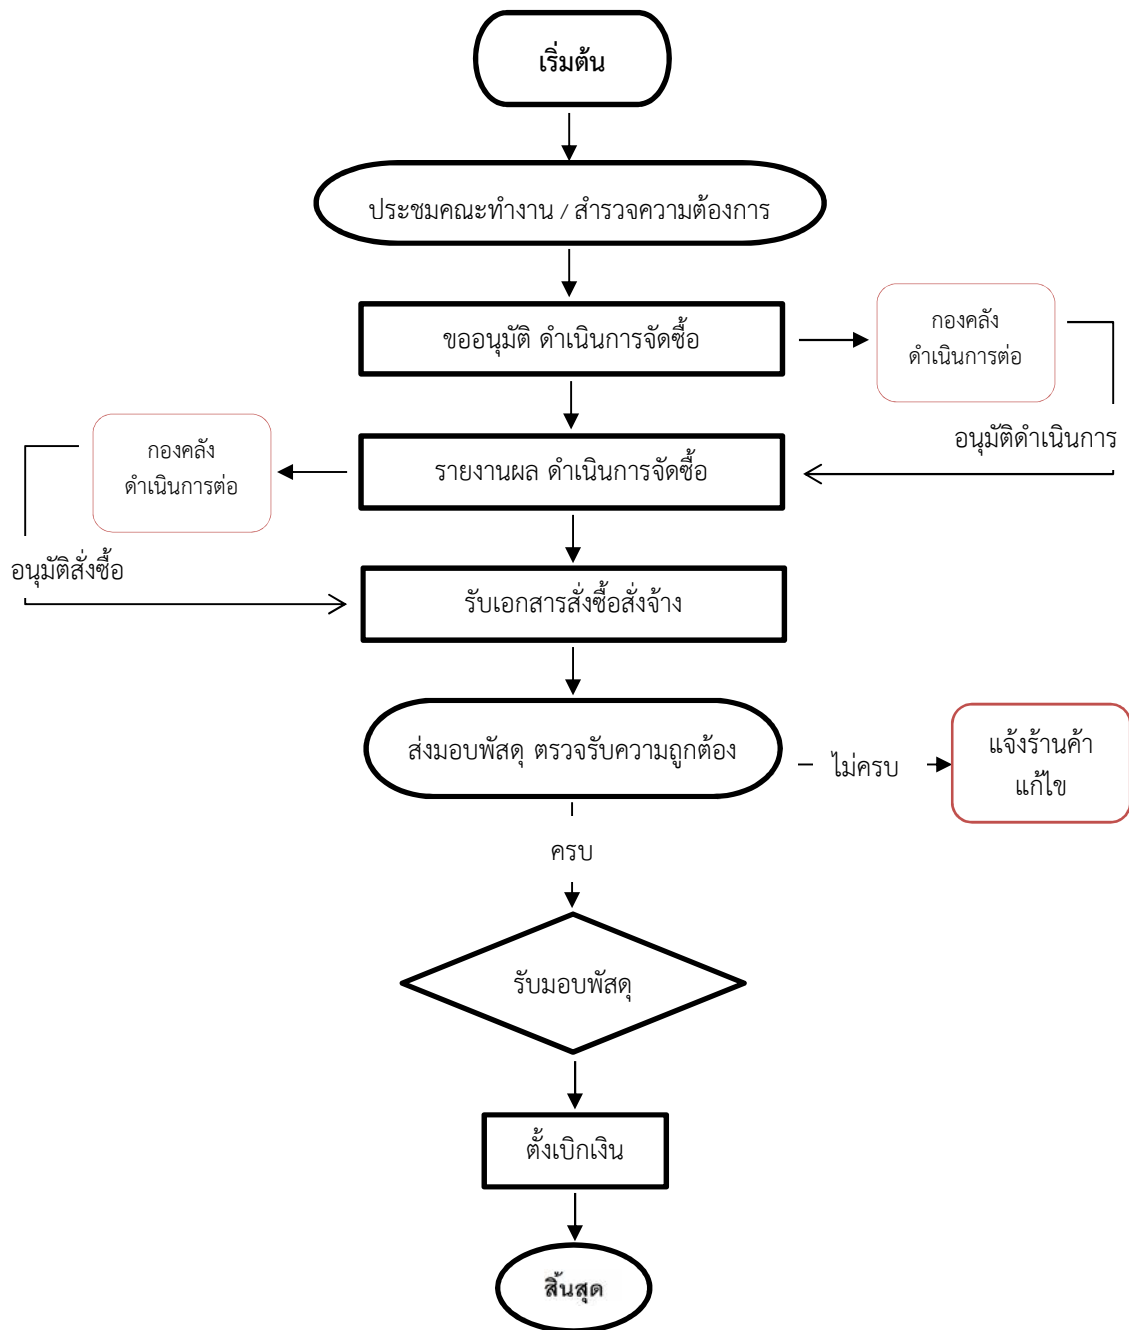 เริ่มต้น
ประชมคณะทำงาน / สำรวจความต้องการ
ขออนุมัติ ดำเนินการจัดซื้อ
กองคลัง
ดำเนินการต่อ
อนุมัติดำเนินการ
รายงานผล ดำเนินการจัดซื้อ
กองคลัง
ดำเนินการต่อ
อนุมัติสั่งซื้อ
รับเอกสารสั่งซื้อสั่งจ้าง
ส่งมอบพัสดุ ตรวจรับความถูกต้อง
ไม่ครบ
แจ้งร้านค้า
แก้ไข
ครบ
รับมอบพัสดุ
ตั้งเบิกเงิน
สิ้นสุด